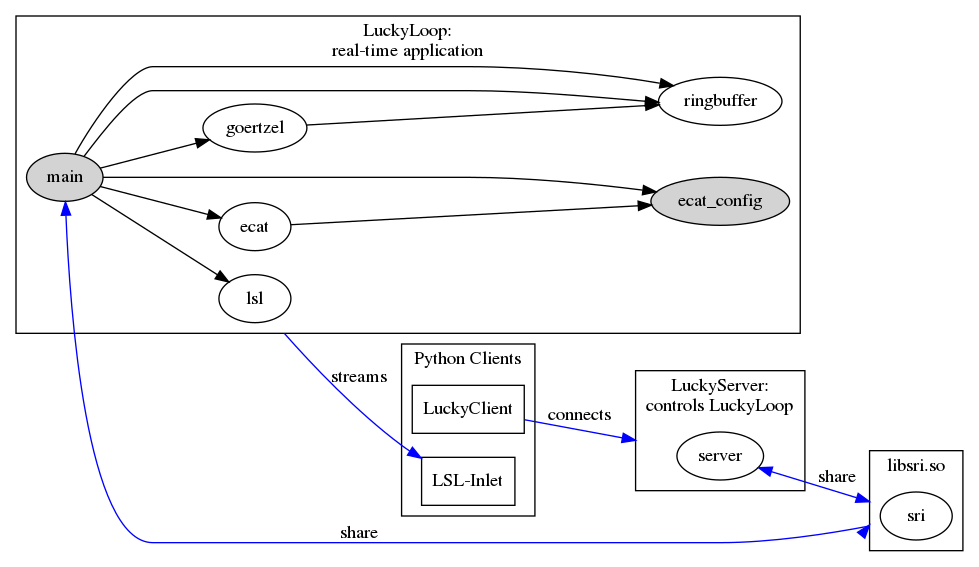 LuckyLoop:
real-time application
ringbuffer
goertzel
main
ecat_config
ecat
lsl
Python Clients
streams
LuckyClient
connects
LuckyServer:
controls LuckyLoop
server
LSL-Inlet
share
libsri.so
sri
share